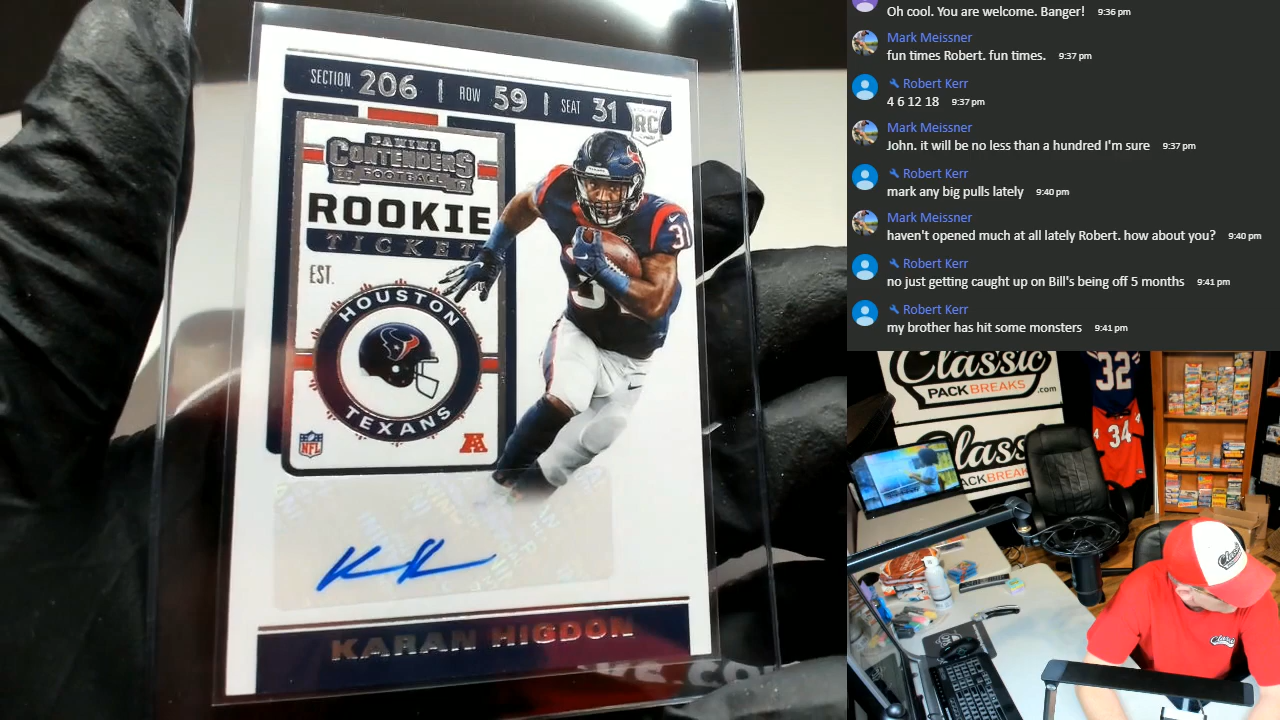 SECTION 206 | ROW 59 | SEAT 31
RC
PANINI
CONTENDERS
FOOTBALL
ROOKIE
TICKET
EST.
HOUSTON
TEXANS
NFL
31
KARAN HIGDON
KS.CO
Oh cool. You are welcome. Banger! 9:36 pm
Mark Meissner
fun times Robert. fun times. 9:37 pm
Robert Kerr
4 6 12 18 9:37 pm
Mark Meissner
John. it will be no less than a hundred I'm sure 9:37 pm
Robert Kerr
mark any big pulls lately 9:40 pm
Mark Meissner
haven't opened much at all lately Robert. how about you? 9:40 pm
Robert Kerr
no just getting caught up on Bill's being off 5 months 9:41 pm
Robert Kerr
my brother has hit some monsters 9:41 pm
Classic
PACKBREAKS.com
32
34
Classic